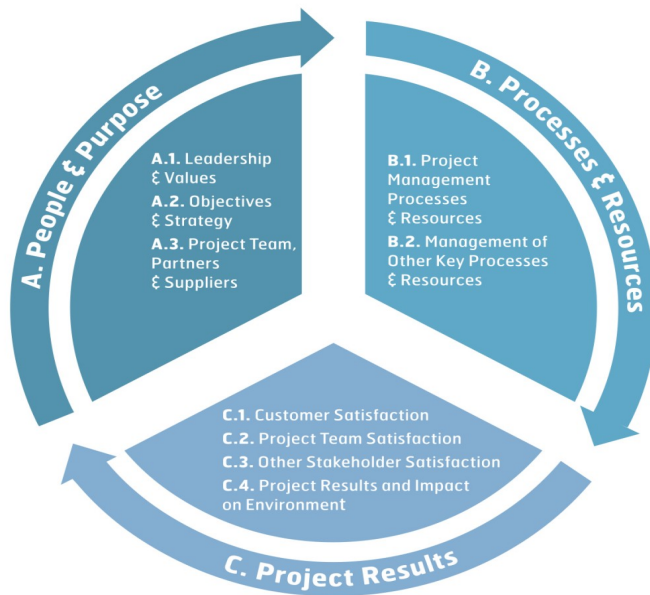 A. People & Purpose
A.1. Leadership
& Values
A.2. Objectives
& Strategy
A.3. Project Team,
Partners
& Suppliers
B. Processes & Resources
B.1. Project
Management
Processes
& Resources
B.2. Management of
Other Key Processes
& Resources
C.1. Customer Satisfaction
C.2. Project Team Satisfaction
C.3. Other Stakeholder Satisfaction
C.4. Project Results and Impact
on Environment
C. Project Results